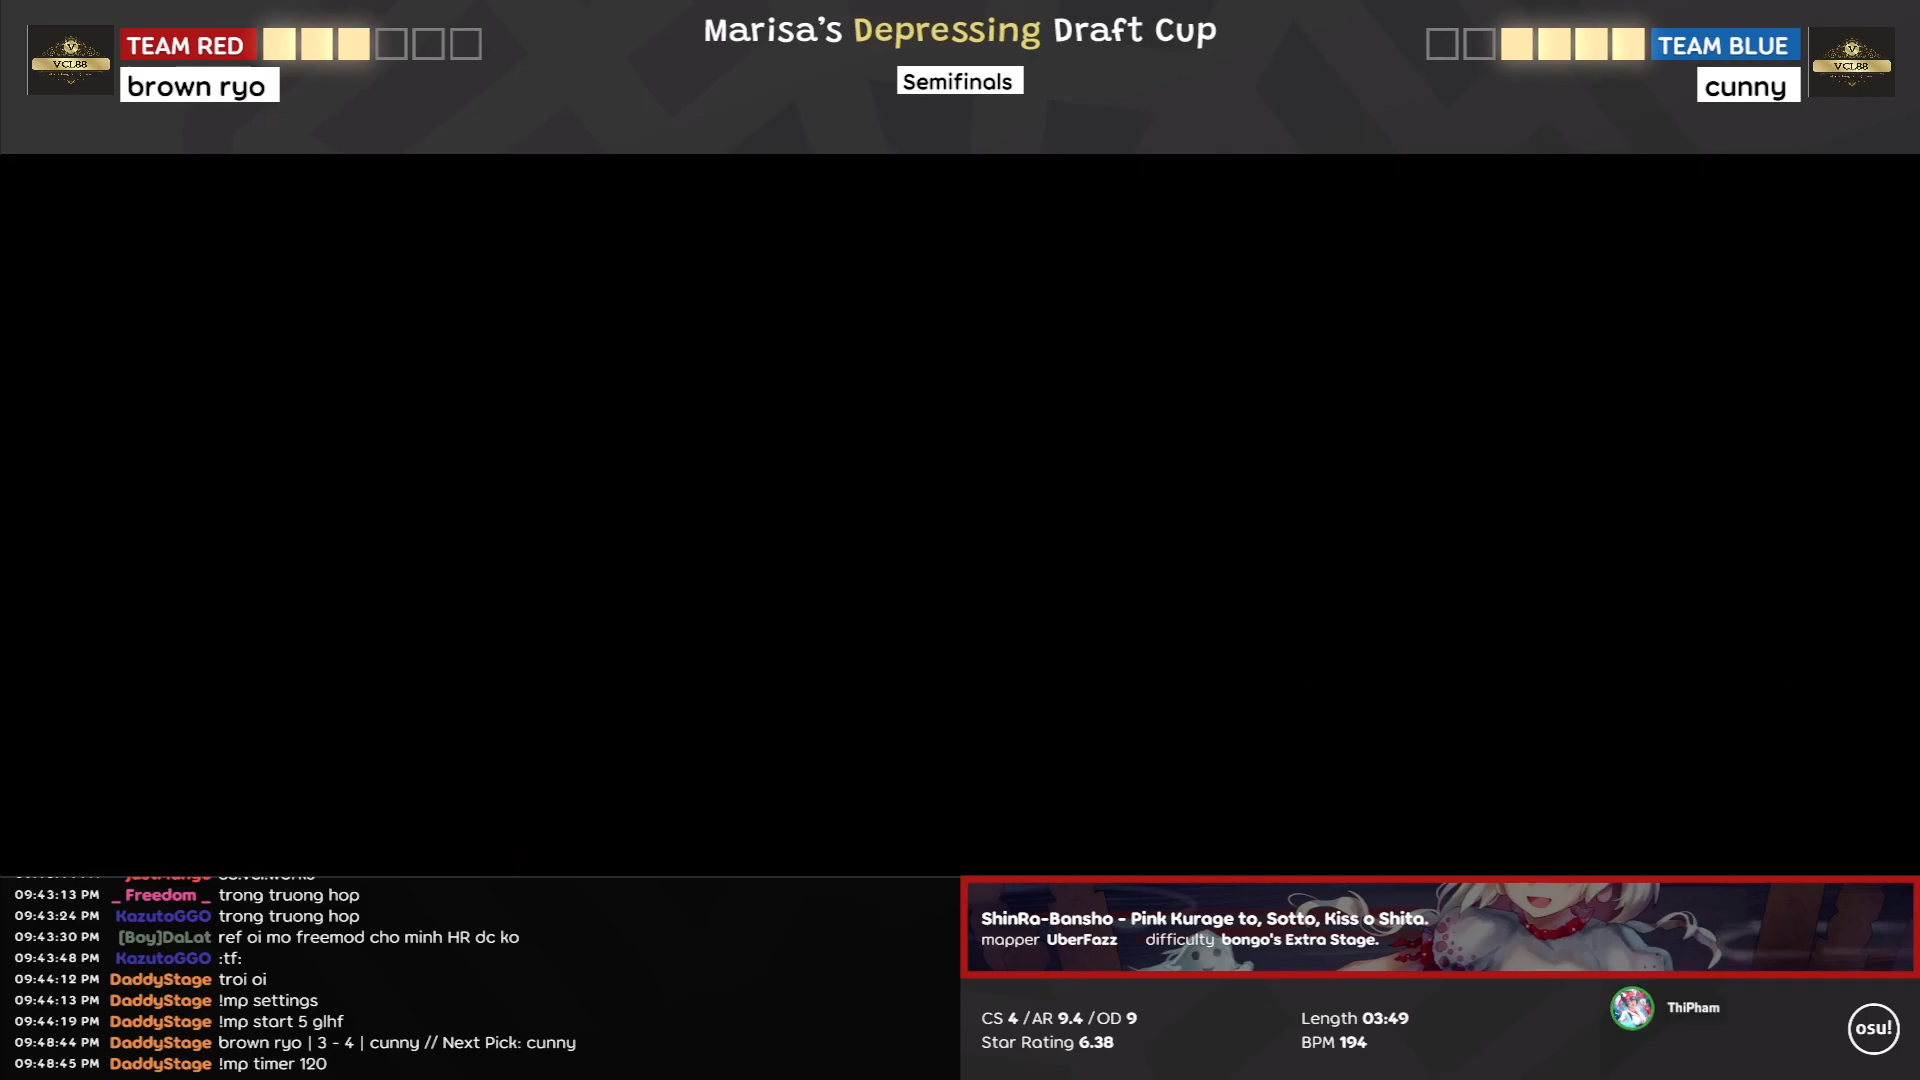 Marisa's Depressing Draft Cup
Semifinals
VCL88
TEAM RED
brown ryo
TEAM BLUE
cunny
VCL88
09:43:13 PM _ Freedom _ trong truong hop
09:43:24 PM KazutoGGO trong truong hop
09:43:30 PM [Boy]DaLat ref oi mo freemod cho minh HR dc ko
09:43:48 PM KazutoGGO :tf:
09:44:12 PM DaddyStage troi oi
09:44:13 PM DaddyStage !mp settings
09:44:19 PM DaddyStage !mp start 5 glhf
09:48:44 PM DaddyStage brown ryo | 3 - 4 | cunny // Next Pick: cunny
09:48:45 PM DaddyStage !mp timer 120
ShinRa-Bansho - Pink Kurage to, Sotto, Kiss o Shita.
mapper UberFazz difficulty bongo's Extra Stage.
CS 4 / AR 9.4 / OD 9
Star Rating 6.38
Length 03:49
BPM 194
ThiPham
osu!